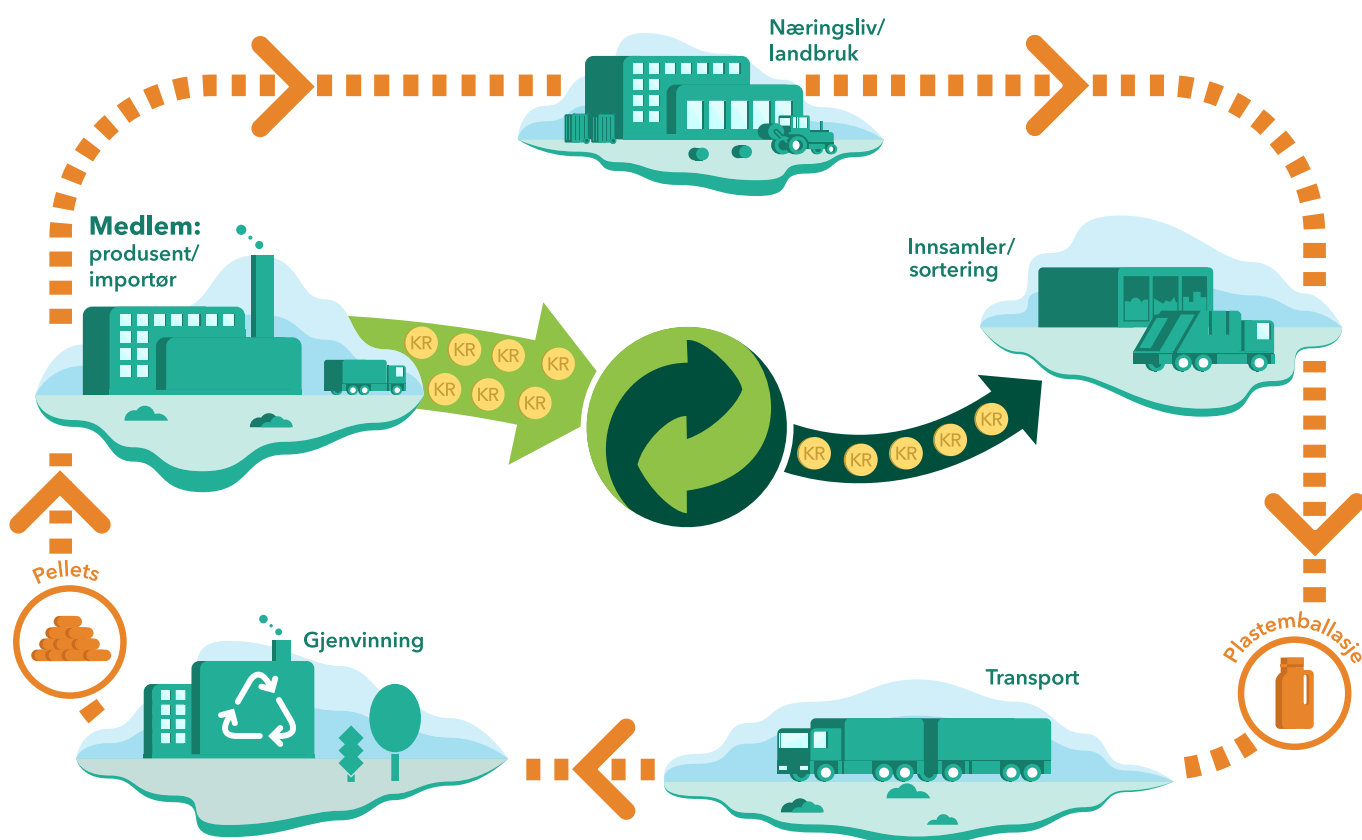 Næringsliv/
landbruk
Medlem:
produsent/
importør
Innsamler/
sortering
KR
KR
KR
KR
KR
KR
KR
KR
KR
KR
KR
KR
Pellets
Plastemballasje
Gjenvinning
Transport